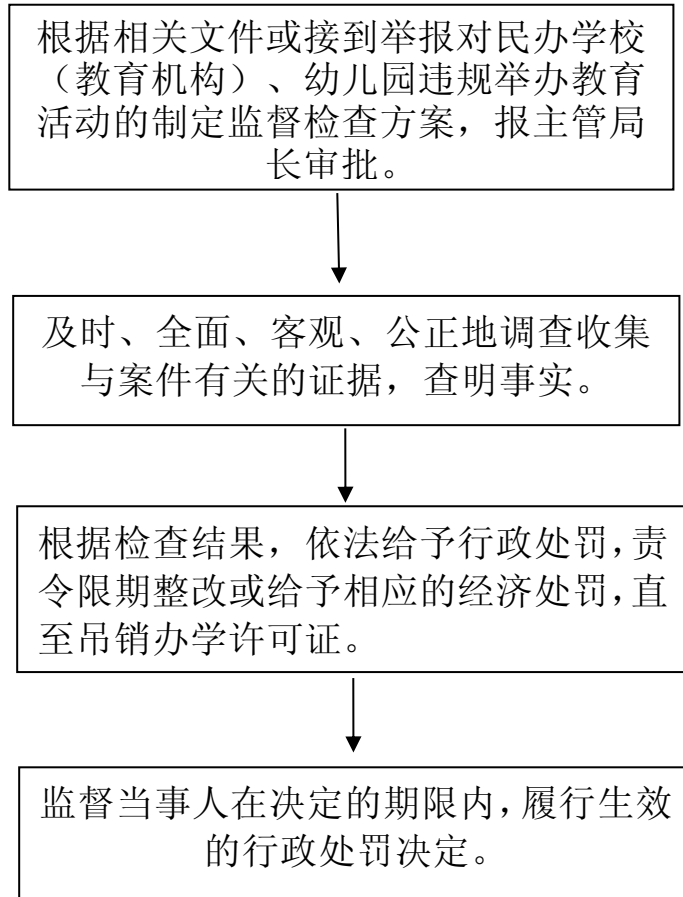 根据相关文件或接到举报对民办学校
（教育机构）、幼儿园违规举办教育
活动的制定监督检查方案，报主管局
长审批。
及时、全面、客观、公正地调查收集
与案件有关的证据，查明事实。
根据检查结果，依法给予行政处罚，责
令限期整改或给予相应的经济处罚，直
至吊销办学许可证。
监督当事人在决定的期限内，履行生效
的行政处罚决定。